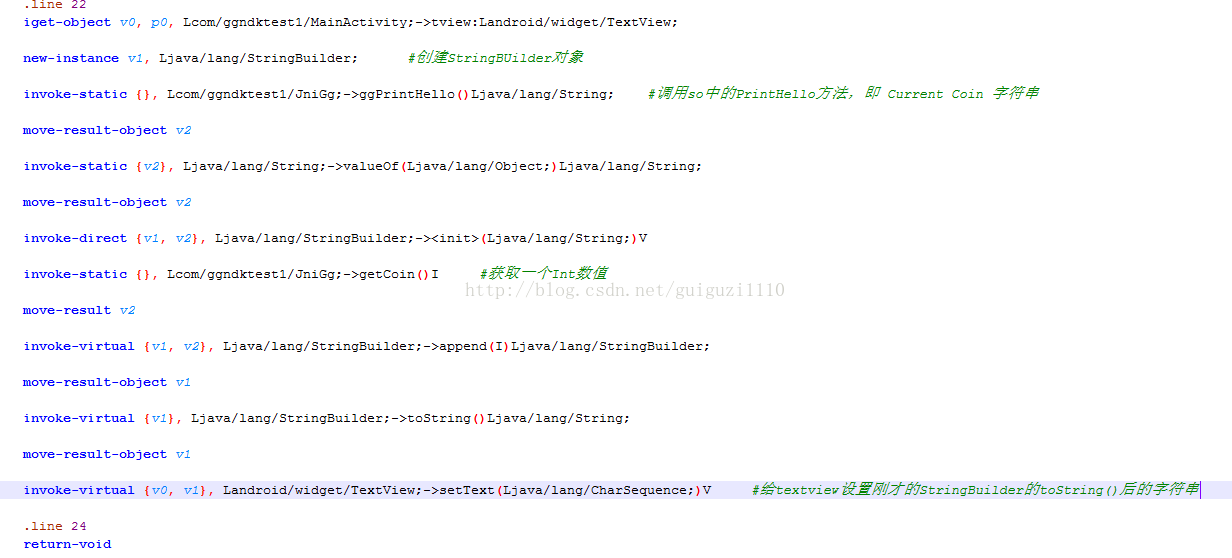 .line 22
iget-object v0, p0, Lcom/ggndktest1/MainActivity;->tview:Landroid/widget/TextView;
new-instance v1, Ljava/lang/StringBuilder; #创建StringBUilder对象
invoke-static {}, Lcom/ggndktest1/JniGg;->ggPrintHello()Ljava/lang/String; #调用so中的PrintHello方法，即 Current Coin 字符串
move-result-object v2
invoke-static {v2}, Ljava/lang/String;->valueOf(Ljava/lang/Object;)Ljava/lang/String;
move-result-object v2
invoke-direct {v1, v2}, Ljava/lang/StringBuilder;-><init>(Ljava/lang/String;)V
invoke-static {}, Lcom/ggndktest1/JniGg;->getCoin()I #获取一个Int数值
http://blog.csdn.net/guiguzi1110
move-result v2
invoke-virtual {v1, v2}, Ljava/lang/StringBuilder;->append(I)Ljava/lang/StringBuilder;
move-result-object v1
invoke-virtual {v1}, Ljava/lang/StringBuilder;->toString()Ljava/lang/String;
move-result-object v1
invoke-virtual {v0, v1}, Landroid/widget/TextView;->setText(Ljava/lang/CharSequence;)V #给textview设置刚才的StringBuilder的toString()后的字符串
.line 24
return-void